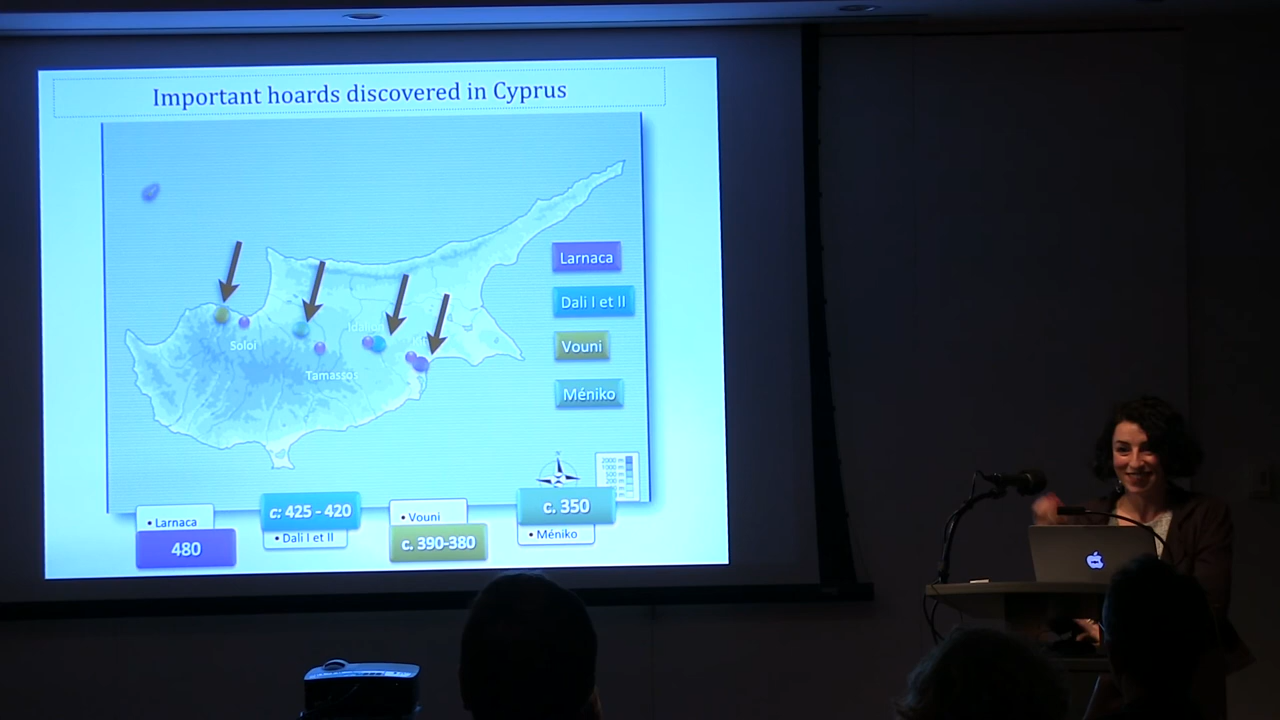 Important hoards discovered in Cyprus
Larnaca
Dali I et II
Idalion
Soloi
Vouni
Tamassos
Méniko
N
2000 m
• Larnaca
480
c: 425 - 420
• Dali I et II
• Vouni
c. 390-380
c. 350
• Méniko